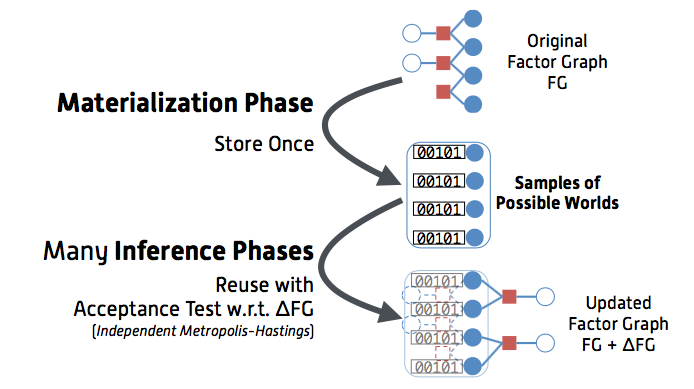 Original
Factor Graph
FG
Materialization Phase
Store Once
00101
00101
00101
00101
Samples of
Possible Worlds
Many Inference Phases
Reuse with
Acceptance Test w.r.t. ΔFG
(Independent Metropolis-Hastings)
00101
00101
00101
00101
Updated
Factor Graph
FG + ΔFG